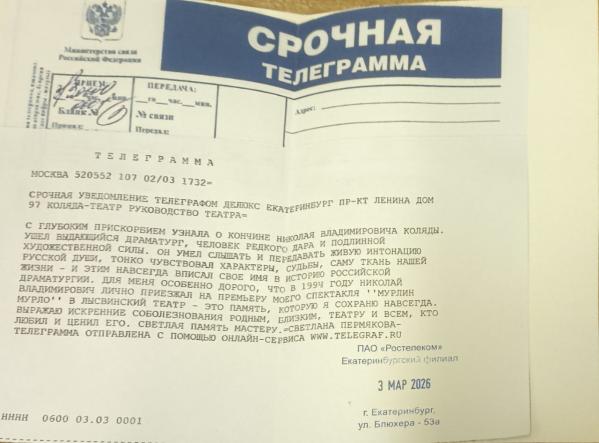 СРОЧНАЯ
ТЕЛЕГРАММА
Министерство связи
Российской Федерации
ПРИЕМ:
ПЕРЕДАЧА:
___го___час.___мин.
Бланк №
№ связи
Принял:
Передал:
Адрес:
ТЕЛЕГРАММА
МОСКВА 520552 107 02/03 1732=
СРОЧНАЯ УВЕДОМЛЕНИЕ ТЕЛЕГРАФОМ ДЕЛЮКС ЕКАТЕРИНБУРГ ПР-КТ ЛЕНИНА ДОМ
97 КОЛЯДА-ТЕАТР РУКОВОДСТВО ТЕАТРА=
С ГЛУБОКИМ ПРИСКОРБИЕМ УЗНАЛА О КОНЧИНЕ НИКОЛАЯ ВЛАДИМИРОВИЧА КОЛЯДЫ.
УШЕЛ ВЫДАЮЩИЙСЯ ДРАМАТУРГ, ЧЕЛОВЕК РЕДКОГО ДАРА И ПОДЛИННОЙ
ХУДОЖЕСТВЕННОЙ СИЛЫ. ОН УМЕЛ СЛЫШАТЬ И ПЕРЕДАВАТЬ ЖИВУЮ ИНТОНАЦИЮ
РУССКОЙ ДУШИ, ТОНКО ЧУВСТВОВАЛ ХАРАКТЕРЫ, СУДЬБЫ, САМУ ТКАНЬ НАШЕЙ
ЖИЗНИ - И ЭТИМ НАВСЕГДА ВПИСАЛ СВОЕ ИМЯ В ИСТОРИЮ РОССИЙСКОЙ
ДРАМАТУРГИИ. ДЛЯ МЕНЯ ОСОБЕННО ДОРОГО, ЧТО В 1994 ГОДУ НИКОЛАЙ
ВЛАДИМИРОВИЧ ЛИЧНО ПРИЕЗЖАЛ НА ПРЕМЬЕРУ МОЕГО СПЕКТАКЛЯ ''МУРЛИН
МУРЛО'' В ЛЫСВИНСКИЙ ТЕАТР - ЭТО ПАМЯТЬ, КОТОРУЮ Я СОХРАНЮ НАВСЕГДА.
ВЫРАЖАЮ ИСКРЕННИЕ СОБОЛЕЗНОВАНИЯ РОДНЫМ, БЛИЗКИМ, ТЕАТРУ И ВСЕМ, КТО
ЛЮБИЛ И ЦЕНИЛ ЕГО. СВЕТЛАЯ ПАМЯТЬ МАСТЕРУ.=СВЕТЛАНА ПЕРМЯКОВА-
ТЕЛЕГРАММА ОТПРАВЛЕНА С ПОМОЩЬЮ ОНЛАЙН-СЕРВИСА WWW.TELEGRAF.RU
ПАО «Ростелеком»
Екатеринбургский филиал
3 МАР 2026
г. Екатеринбург,
ул. Блюхера - 53а
НННН 0600 03.03 0001